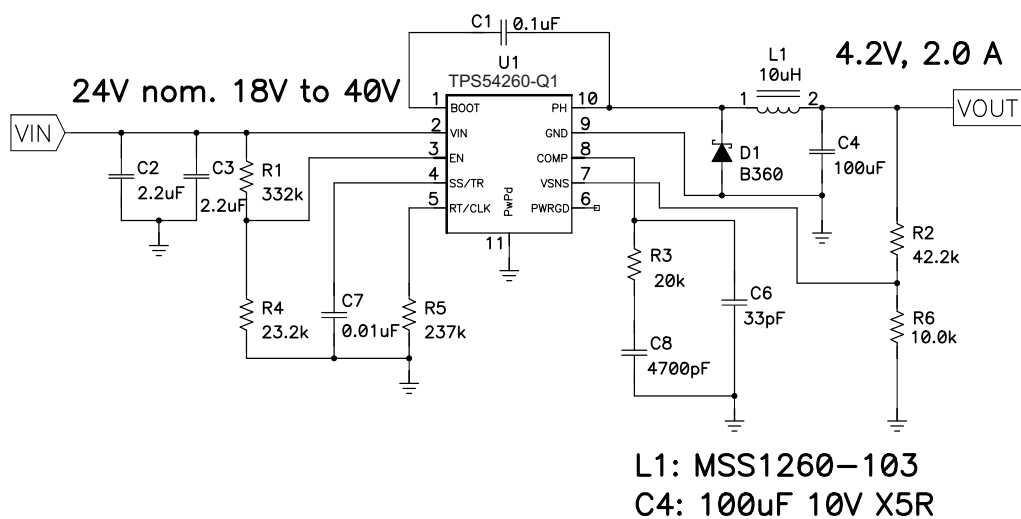 C1
0.1uF
U1
TPS54260-Q1
24V nom. 18V to 40V
L1
10uH
4.2V, 2.0 A
VIN
VOUT
1 BOOT PH 10
2 VIN GND 9
3 EN COMP 8
4 SS/TR VSNS 7
5 RT/CLK PWRGD 6
PwPd
11
1 2
C2
2.2uF
C3
2.2uF
R1
332k
D1
B360
C4
100uF
R2
42.2k
R3
20k
R4
23.2k
C7
0.01uF
R5
237k
C6
33pF
R6
10.0k
C8
4700pF
L1: MSS1260-103
C4: 100uF 10V X5R